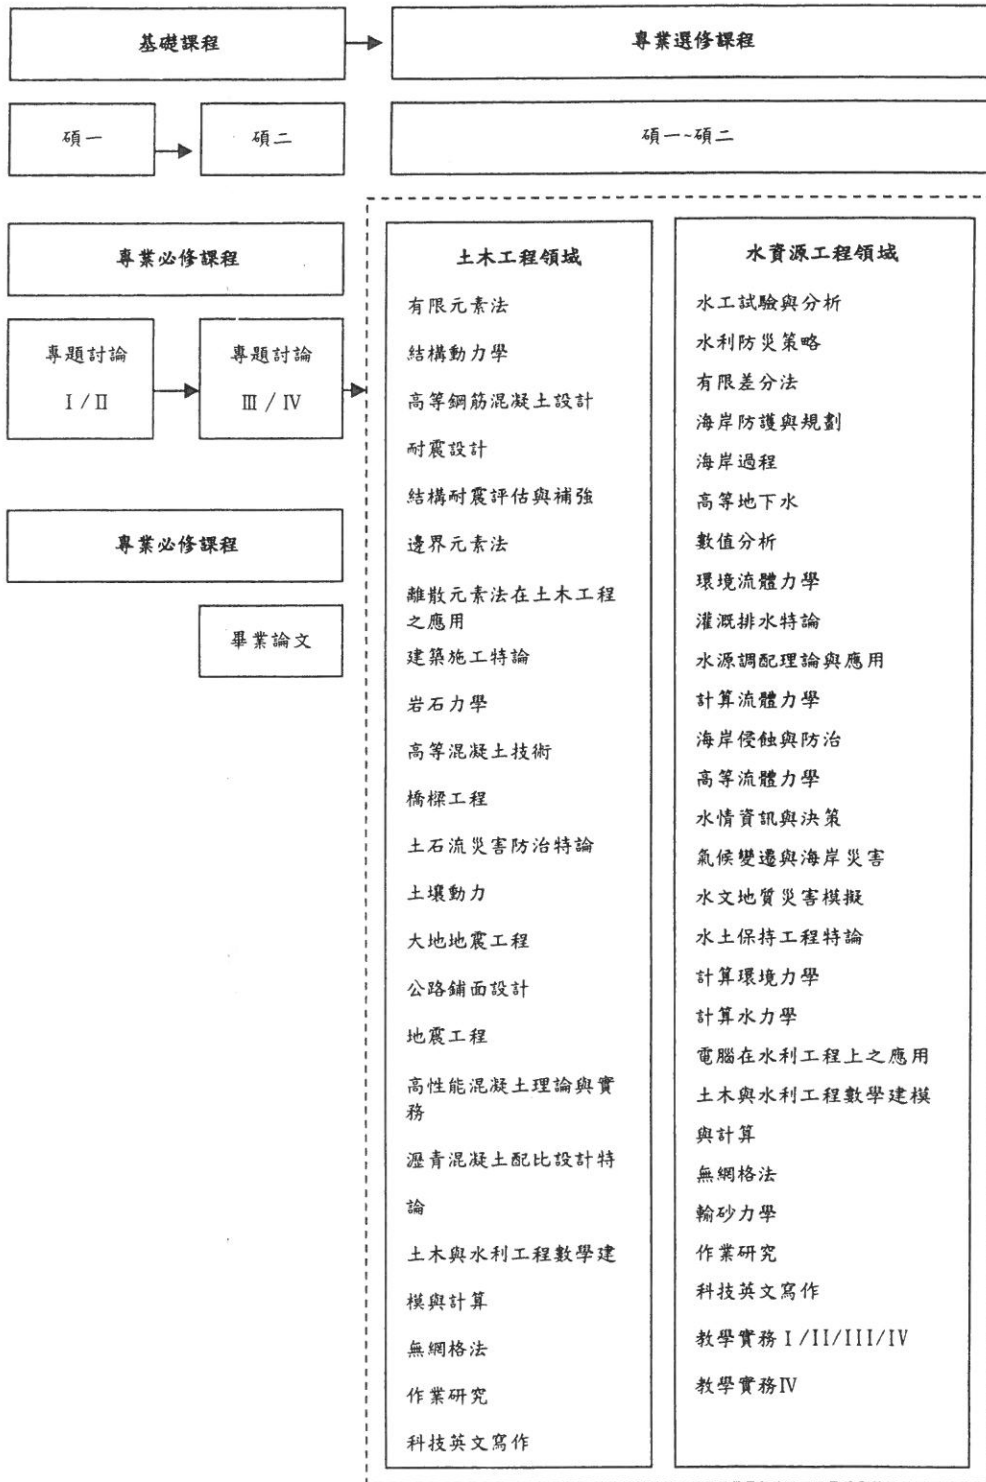 基礎課程
專業選修課程
碩一
碩二
碩一~碩二
專業必修課程
專題討論
I / II
專題討論
III / IV
專業必修課程
畢業論文
土木工程領域
有限元素法
結構動力學
高等鋼筋混凝土設計
耐震設計
結構耐震評估與補強
邊界元素法
離散元素法在土木工程
之應用
建築施工特論
岩石力學
高等混凝土技術
橋樑工程
土石流災害防治特論
土壤動力
大地地震工程
公路鋪面設計
地震工程
高性能混凝土理論與實
務
瀝青混凝土配比設計特
論
土木與水利工程數學建
模與計算
無網格法
作業研究
科技英文寫作
水資源工程領域
水工試驗與分析
水利防災策略
有限差分法
海岸防護與規劃
海岸過程
高等地下水
數值分析
環境流體力學
灌溉排水特論
水源調配理論與應用
計算流體力學
海岸侵蝕與防治
高等流體力學
水情資訊與決策
氣候變遷與海岸災害
水文地質災害模擬
水土保持工程特論
計算環境力學
計算水力學
電腦在水利工程上之應用
土木與水利工程數學建模
與計算
無網格法
輸砂力學
作業研究
科技英文寫作
教學實務 I /II/III/IV
教學實務IV